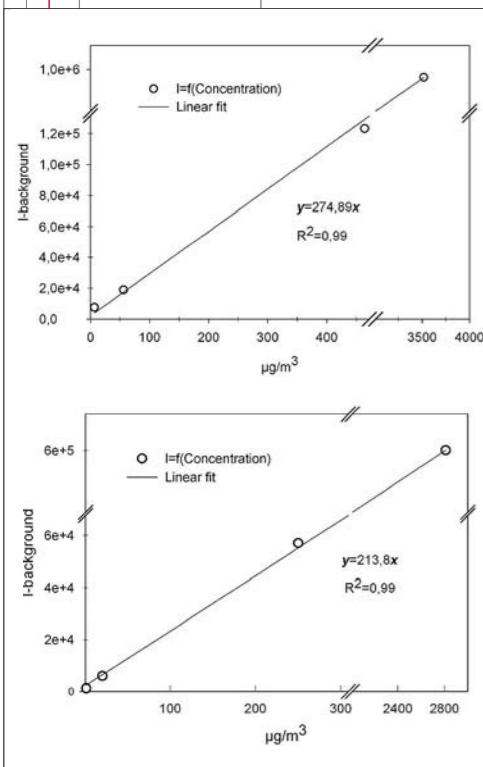 1,0e+6
I=f(Concentration)
Linear fit
1,2e+5
1,0e+5
8,0e+4
6,0e+4
4,0e+4
2,0e+4
0,0
I-background
y=274,89x
R²=0,99
0 100 200 300 400 3500 4000
µg/m³
6e+5
I=f(Concentration)
Linear fit
6e+4
4e+4
2e+4
0
I-background
y=213,8x
R²=0,99
100 200 300 2400 2800
µg/m³